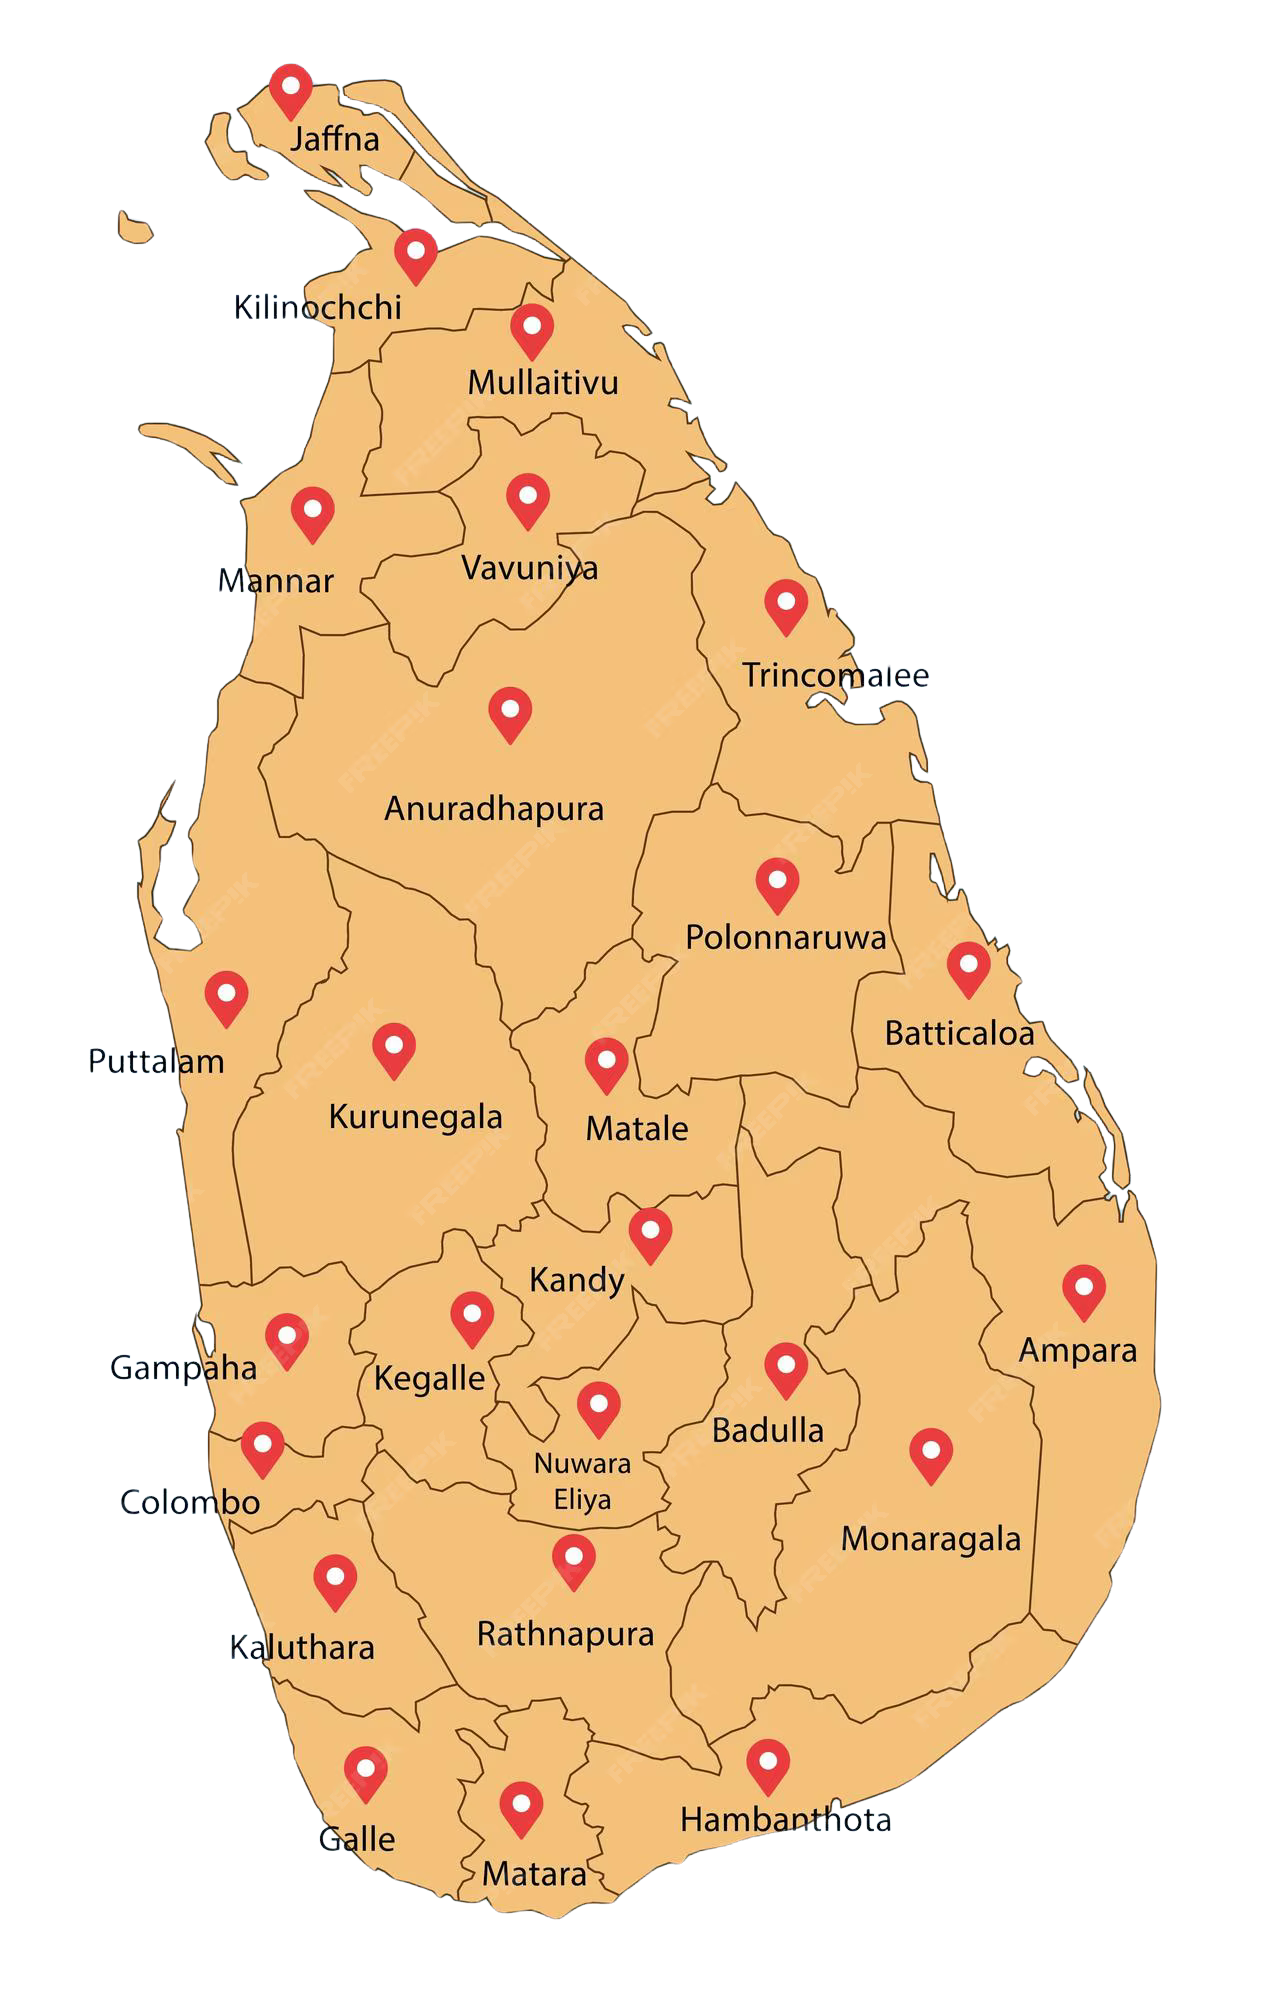 Jaffna
Kilinochchi
Mullaitivu
Mannar
Vavuniya
Trincomalee
Anuradhapura
Polonnaruwa
Batticaloa
Puttalam
Kurunegala
Matale
Kandy
Ampara
Gampaha
Kegalle
Badulla
Nuwara
Eliya
Colombo
Monaragala
Rathnapura
Kaluthara
Hambanthota
Galle
Matara
FREEPIK